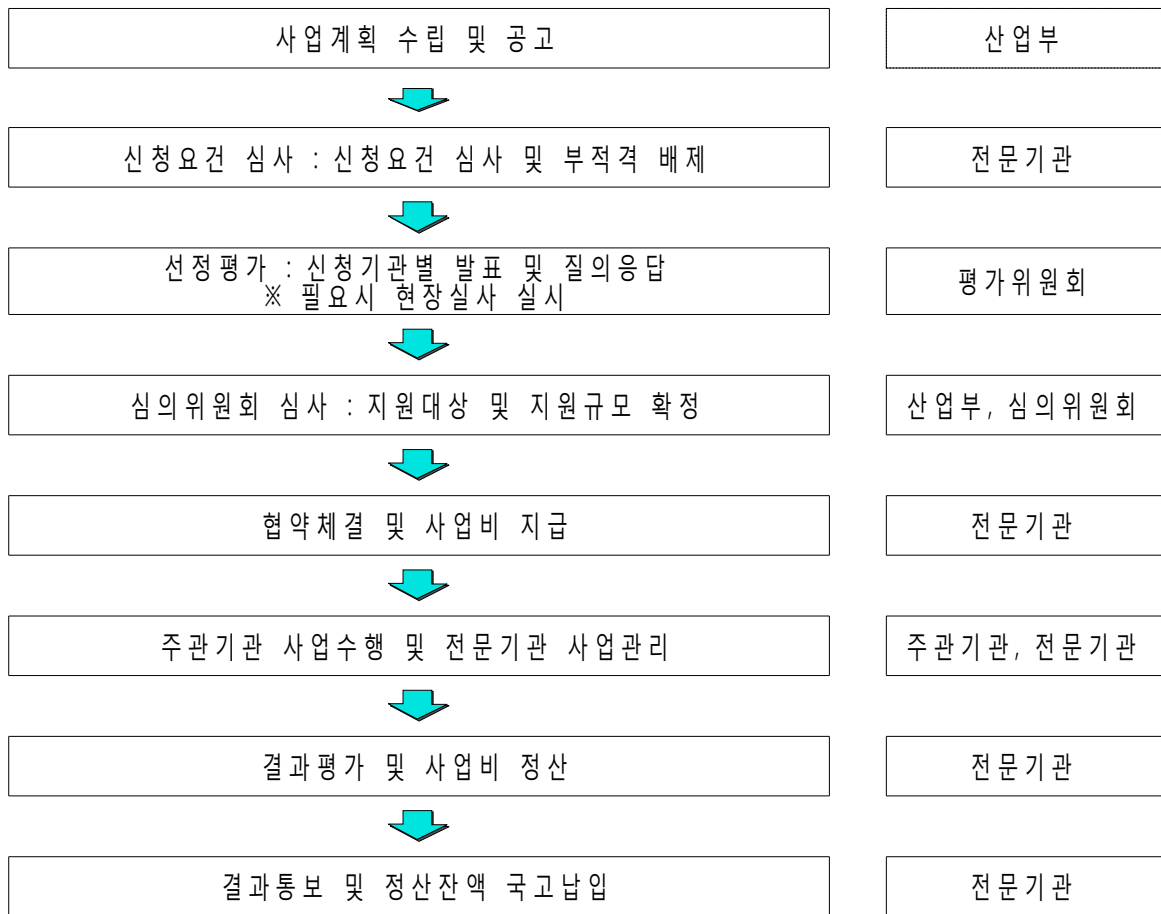 사업계획 수립 및 공고
산업부
신청요건 심사 : 신청요건 심사 및 부적격 배제
전문기관
선정평가 : 신청기관별 발표 및 질의응답
※ 필요시 현장실사 실시
평가위원회
심의위원회 심사 : 지원대상 및 지원규모 확정
산업부, 심의위원회
협약체결 및 사업비 지급
전문기관
주관기관 사업수행 및 전문기관 사업관리
주관기관, 전문기관
결과평가 및 사업비 정산
전문기관
결과통보 및 정산잔액 국고납입
전문기관